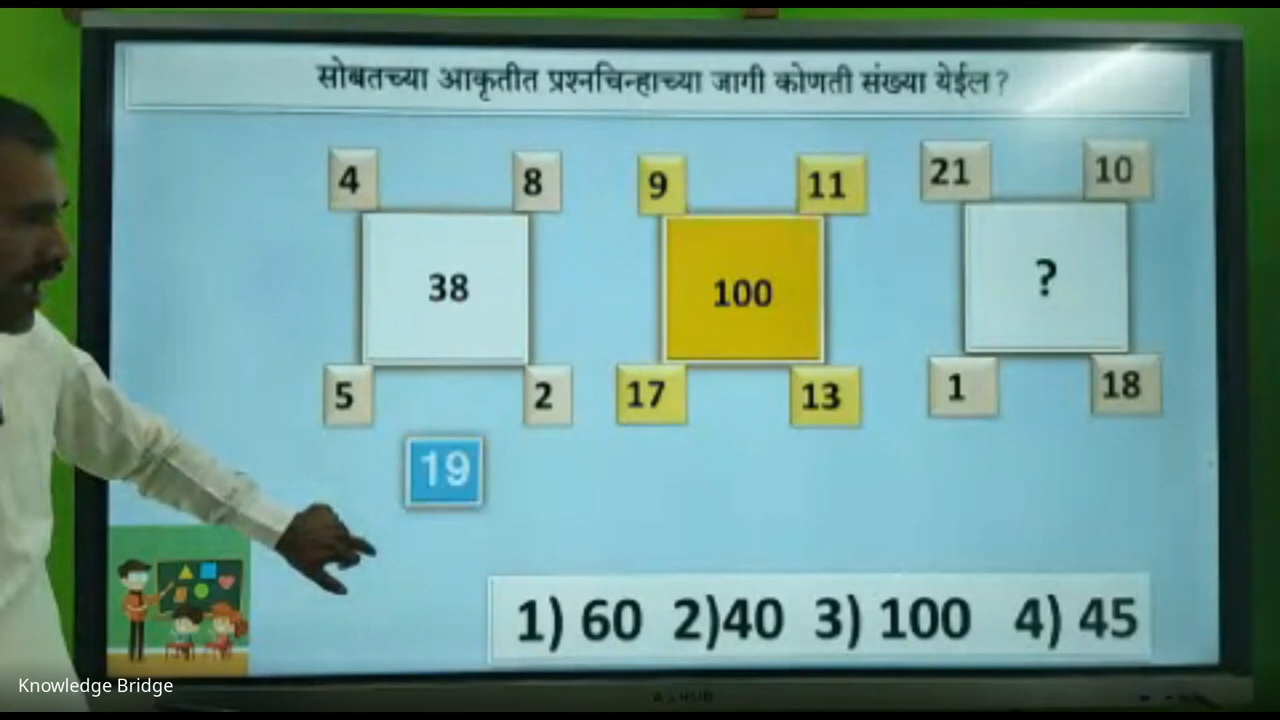 सोबतच्या आकृतीत प्रश्नचिन्हाच्या जागी कोणती संख्या येईल ?
4 8 9 11 21 10
38 100 ?
5 2 17 13 1 18
19
1) 60 2)40 3) 100 4) 45
Knowledge Bridge